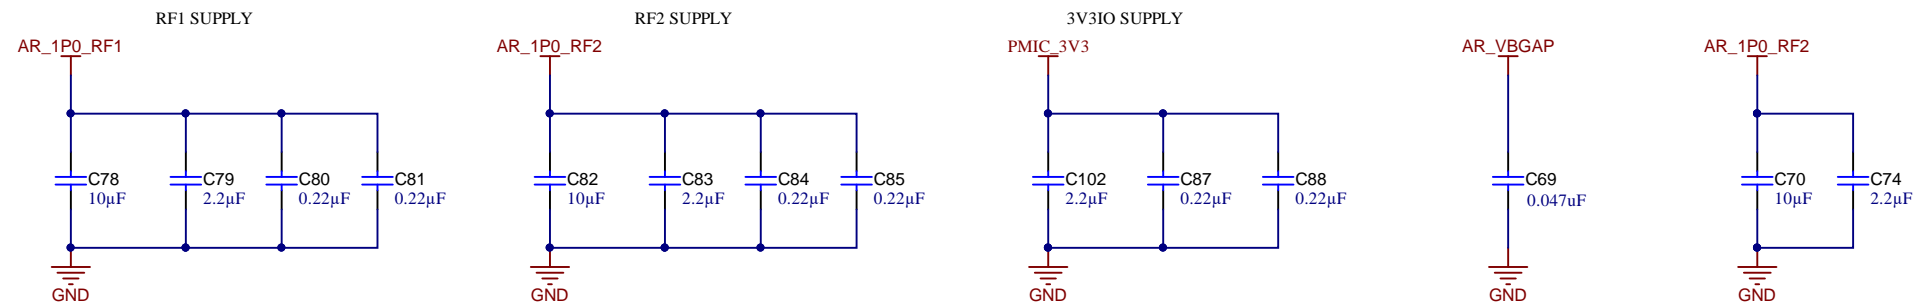 RF1 SUPPLY
AR_1P0_RF1
C78
10µF
C79
2.2µF
C80
0.22µF
C81
0.22µF
GND
RF2 SUPPLY
AR_1P0_RF2
C82
10µF
C83
2.2µF
C84
0.22µF
C85
0.22µF
GND
3V3IO SUPPLY
PMIC_3V3
C102
2.2µF
C87
0.22µF
C88
0.22µF
GND
AR_VBGAP
C69
0.047uF
GND
AR_1P0_RF2
C70
10µF
C74
2.2µF
GND